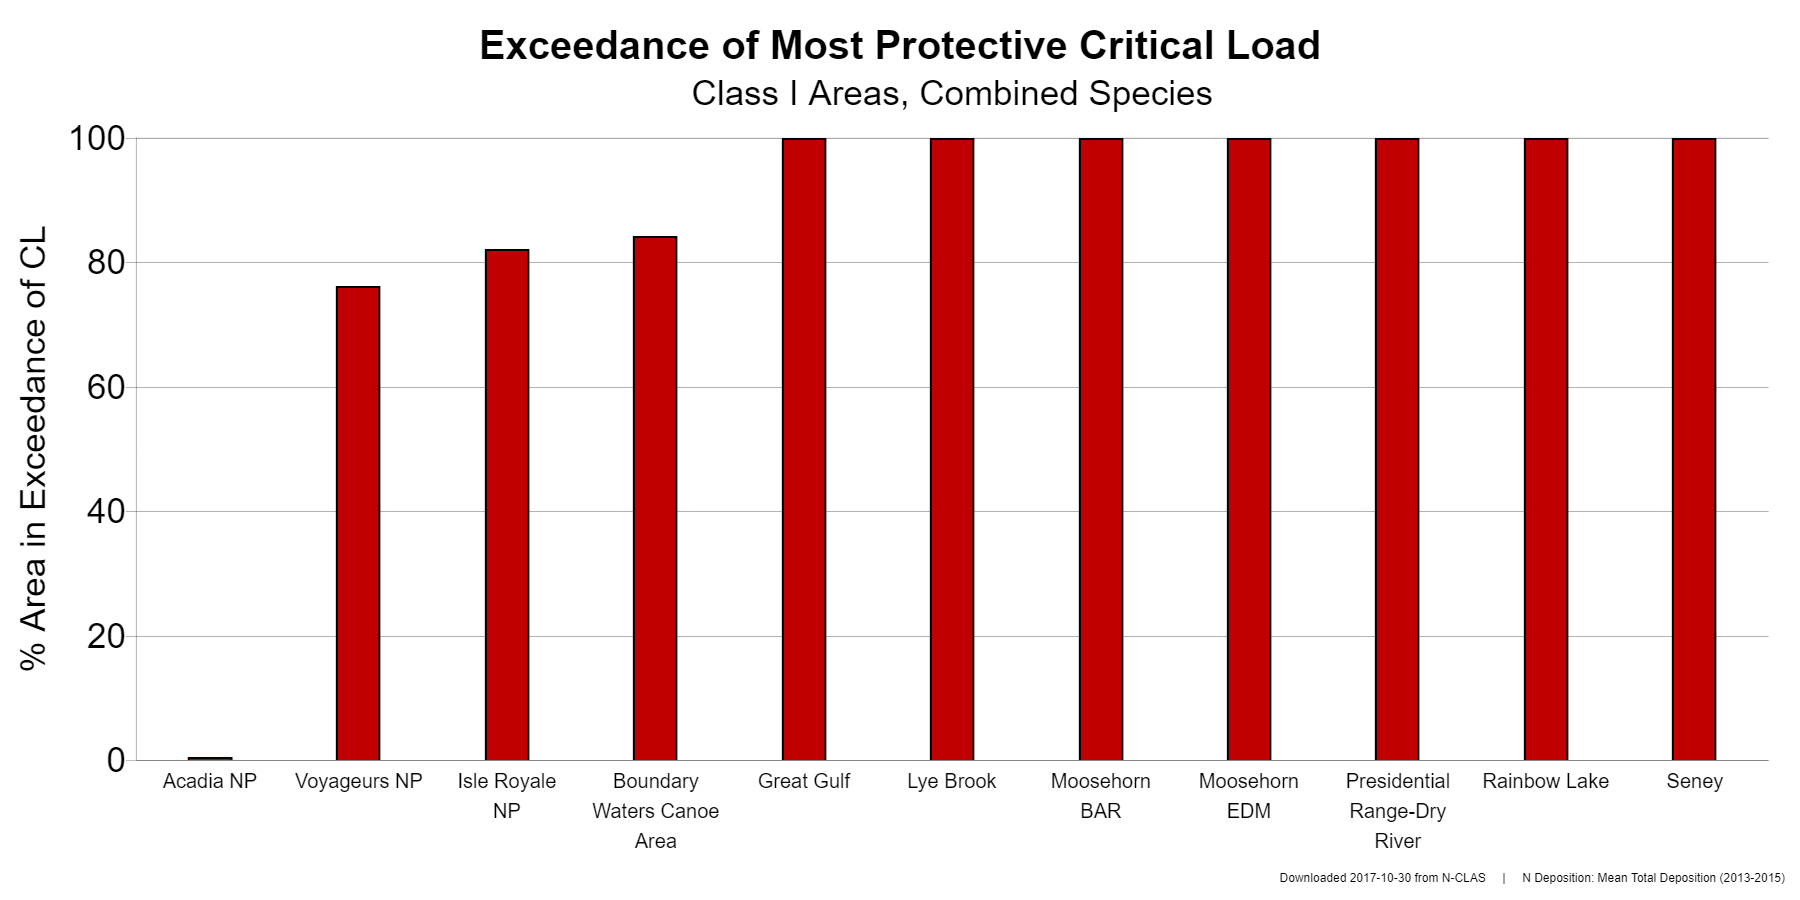 Exceedance of Most Protective Critical Load
Class I Areas, Combined Species
% Area in Exceedance of CL
100
80
60
40
20
0
Acadia NP
Voyageurs NP
Isle Royale
NP
Boundary
Waters Canoe
Area
Great Gulf
Lye Brook
Moosehorn
BAR
Moosehorn
EDM
Presidential
Range-Dry
River
Rainbow Lake
Seney
Downloaded 2017-10-30 from N-CLAS | N Deposition: Mean Total Deposition (2013-2015)